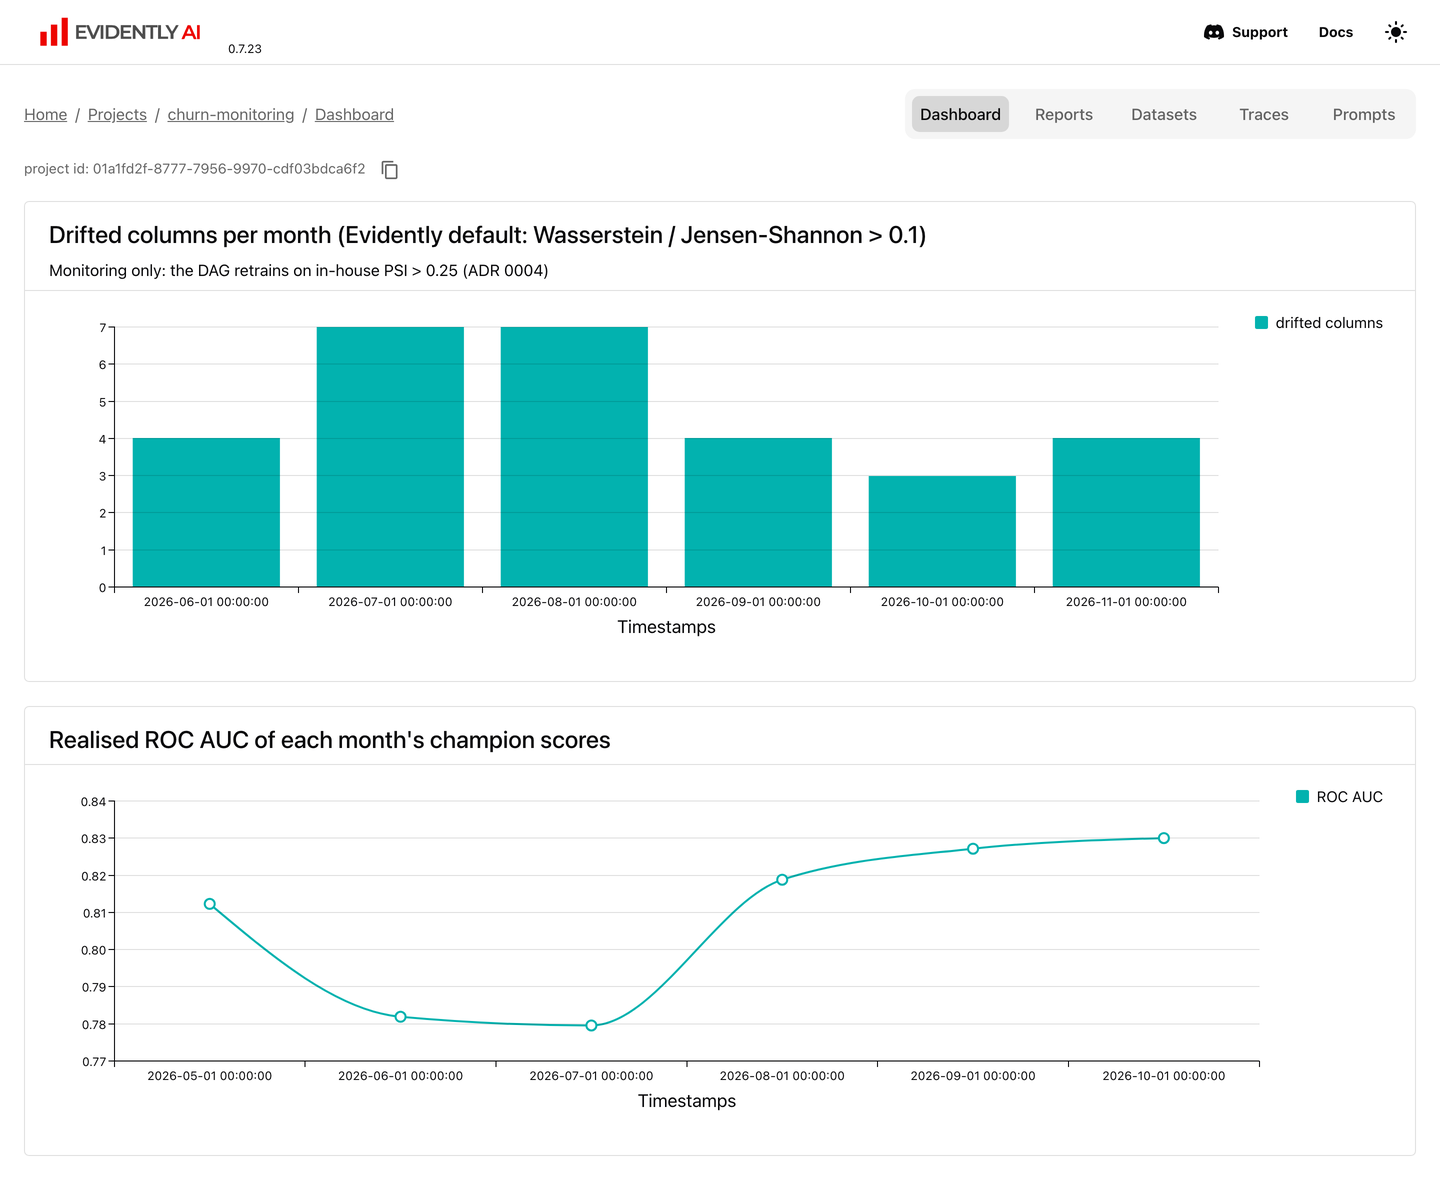 EVIDENTLY AI
0.7.23
Support
Docs
Home / Projects / churn-monitoring / Dashboard
Dashboard
Reports
Datasets
Traces
Prompts
project id: 01a1fd2f-8777-7956-9970-cdf03bdca6f2
Drifted columns per month (Evidently default: Wasserstein / Jensen-Shannon > 0.1)
Monitoring only: the DAG retrains on in-house PSI > 0.25 (ADR 0004)
drifted columns
7
6
5
4
3
2
1
0
2026-06-01 00:00:00
2026-07-01 00:00:00
2026-08-01 00:00:00
2026-09-01 00:00:00
2026-10-01 00:00:00
2026-11-01 00:00:00
Timestamps
Realised ROC AUC of each month's champion scores
ROC AUC
0.84
0.83
0.82
0.81
0.80
0.79
0.78
0.77
2026-05-01 00:00:00
2026-06-01 00:00:00
2026-07-01 00:00:00
2026-08-01 00:00:00
2026-09-01 00:00:00
2026-10-01 00:00:00
Timestamps